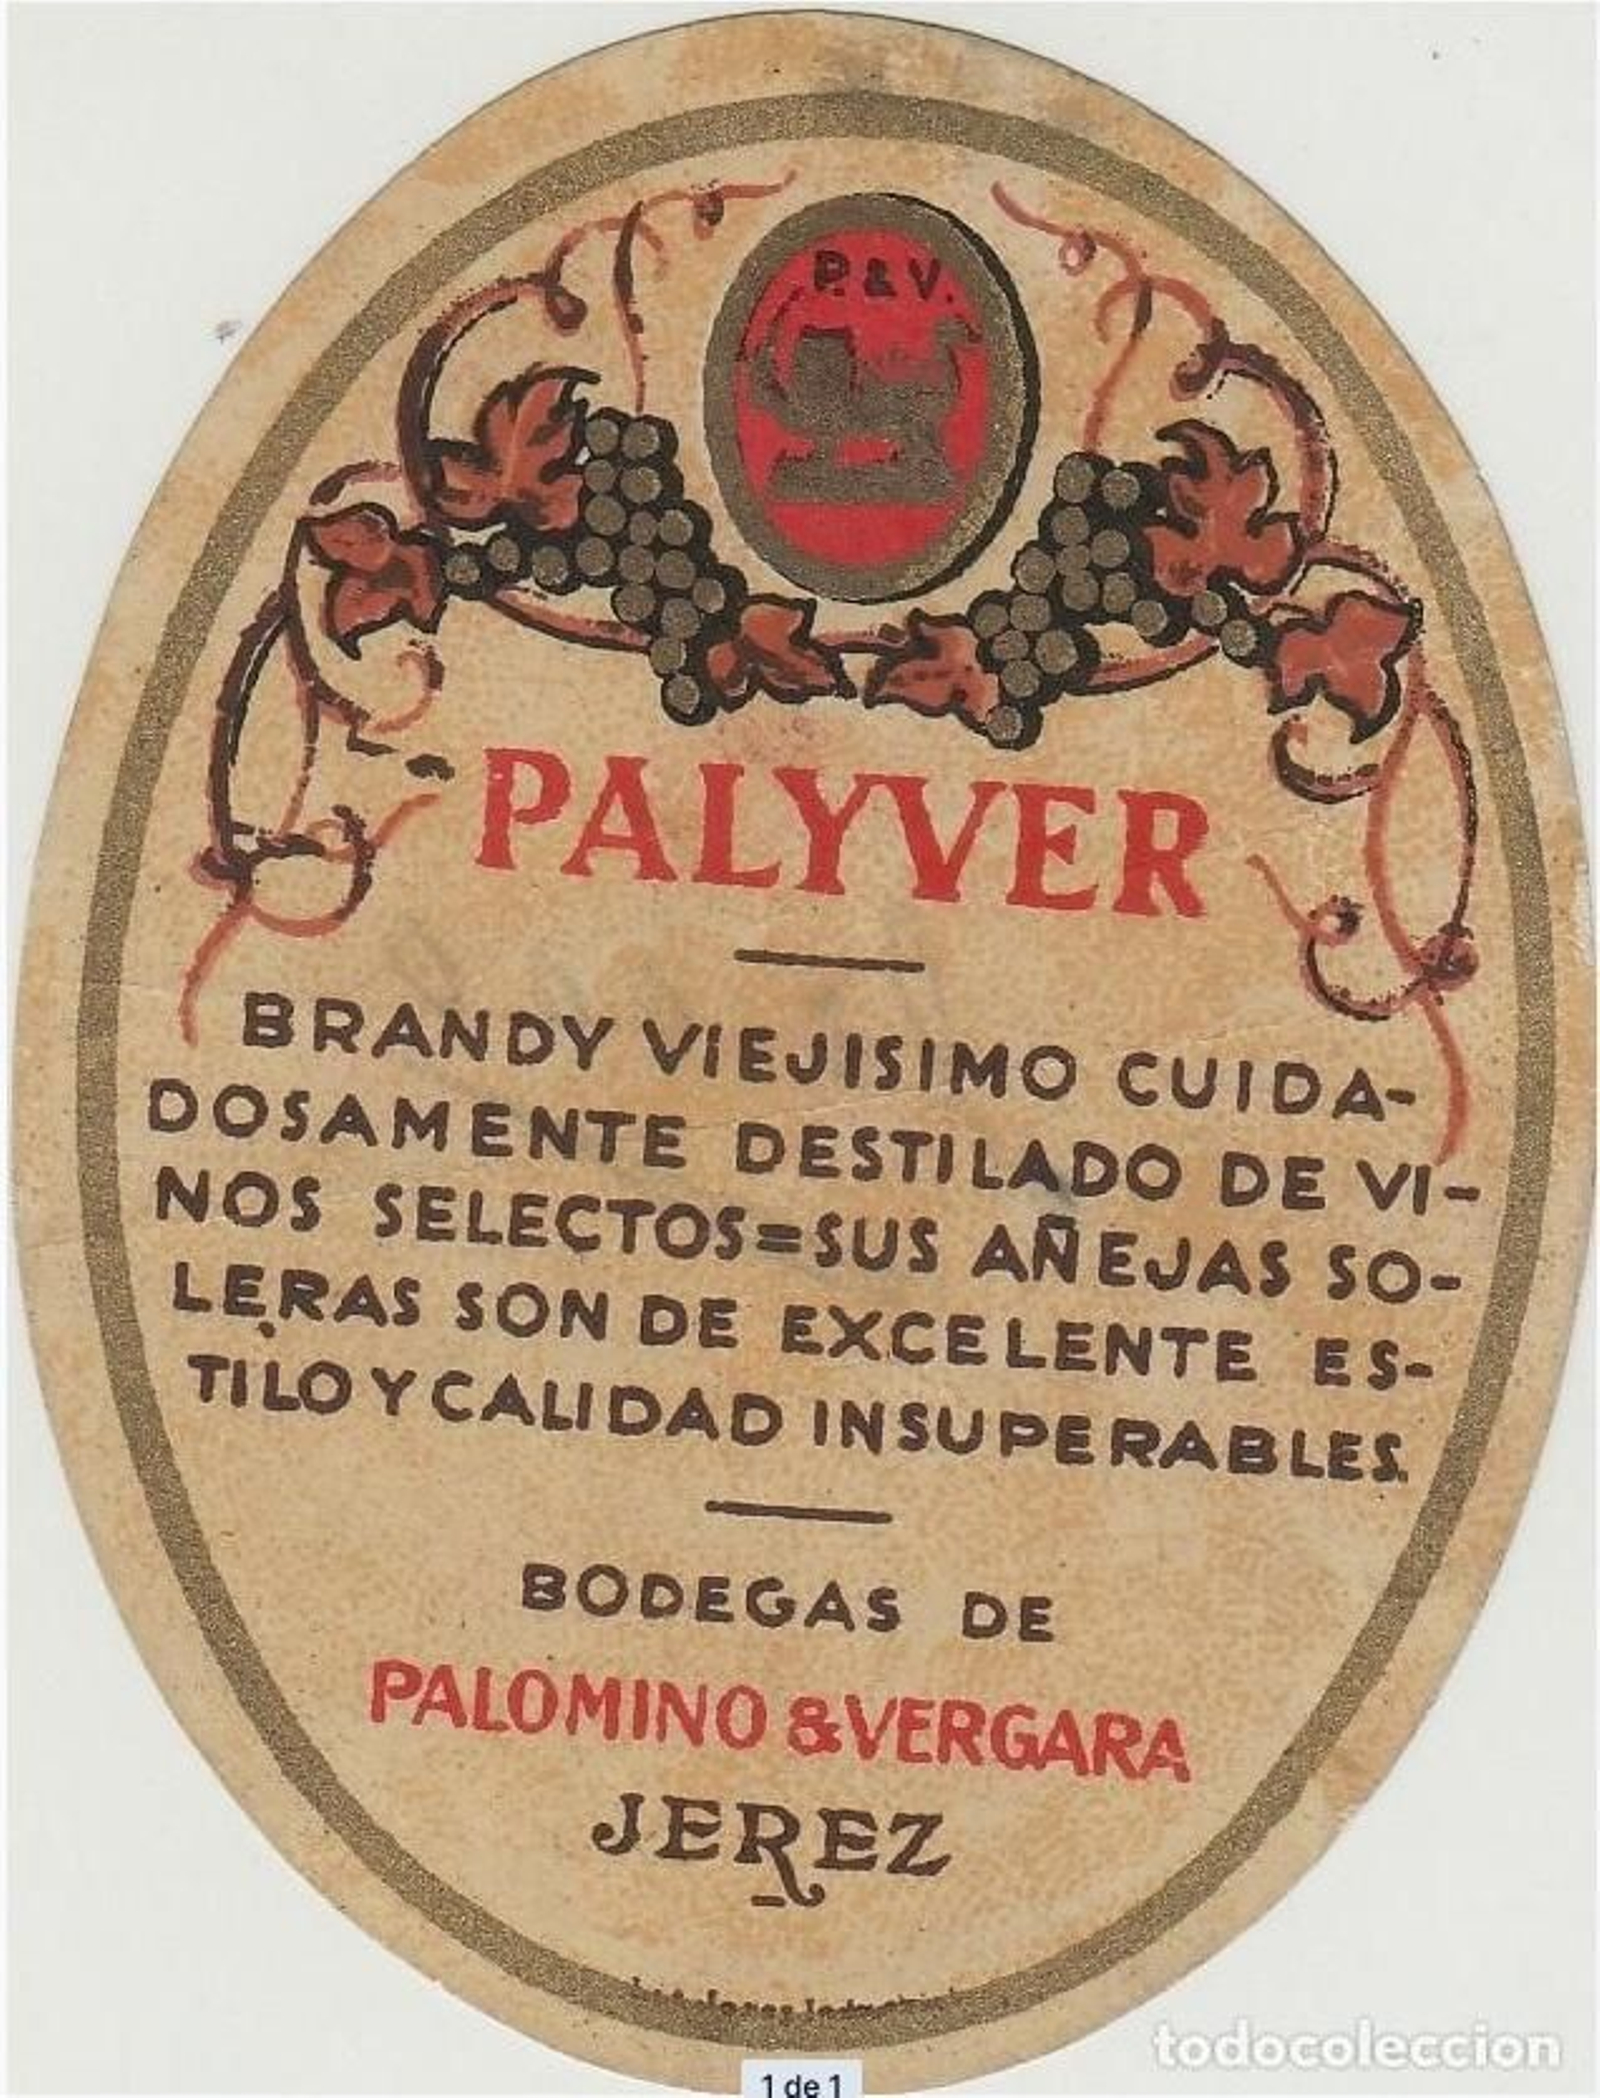 P. & V.
PALYVER
BRANDY VIEJISIMO CUIDA-
DOSAMENTE DESTILADO DE VI-
NOS SELECTOS=SUS AÑEJAS SO-
LERAS SON DE EXCELENTE ES-
TILO Y CALIDAD INSUPERABLES.
BODEGAS DE
PALOMINO & VERGARA
JEREZ
Jerez
todocoleccion
1 de 1